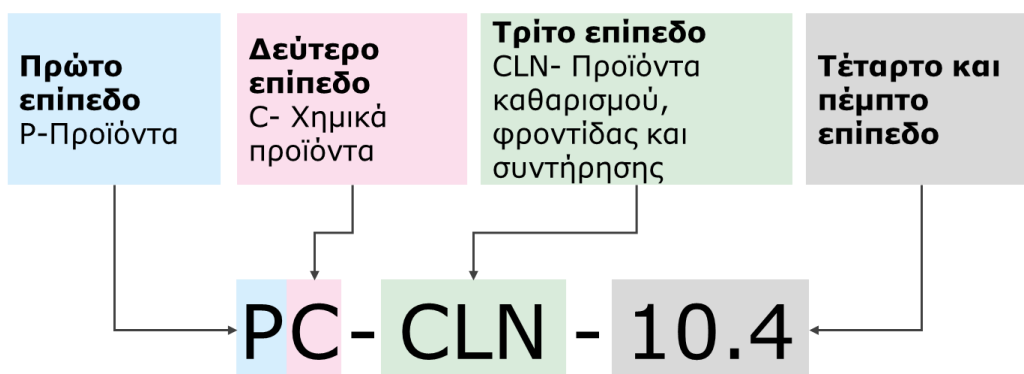 Πρώτο
επίπεδο
P-Προϊόντα
Δεύτερο
επίπεδο
C- Χημικά
προϊόντα
Τρίτο επίπεδο
CLN- Προϊόντα
καθαρισμού,
φροντίδας και
συντήρησης
Τέταρτο και
πέμπτο
επίπεδο
PC-CLN-10.4